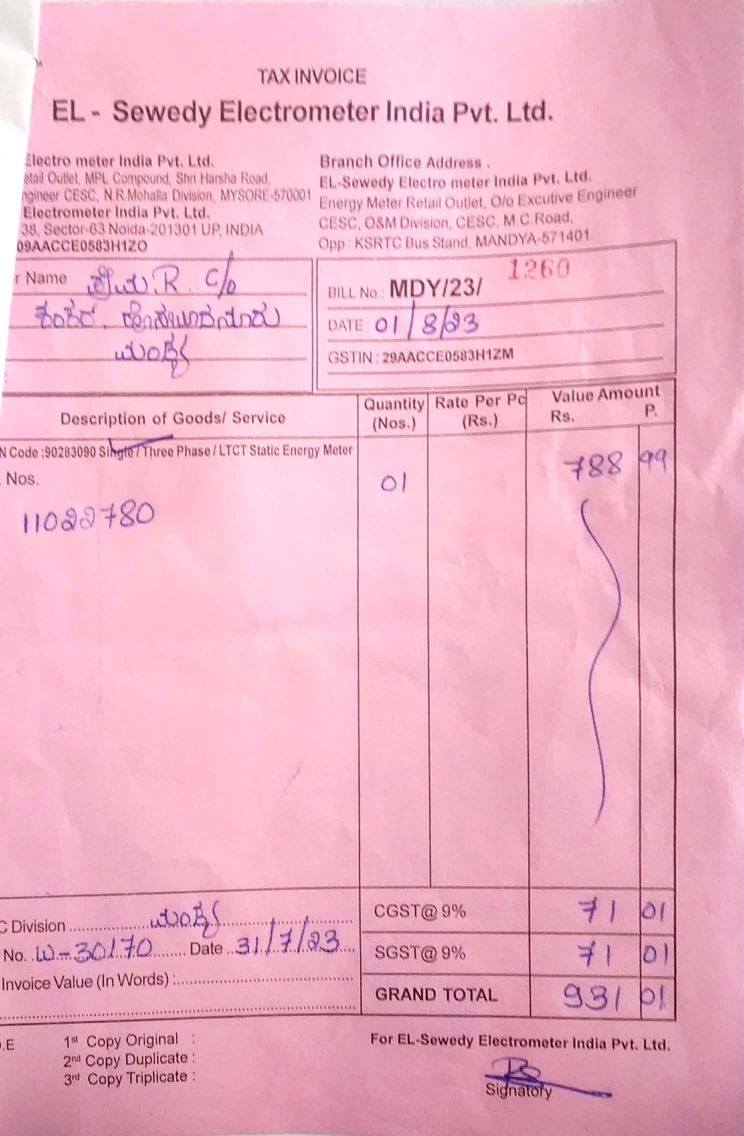 TAX INVOICE
EL - Sewedy Electrometer India Pvt. Ltd.
Electro meter India Pvt. Ltd.
etail Outlet, MPL Compound, Shri Harsha Road,
ngineer CESC, N.R.Mohalla Division, MYSORE-570001
Electrometer India Pvt. Ltd.
38, Sector-63 Noida-201301 UP, INDIA
09AACCE0583H1ZO
Branch Office Address .
EL-Sewedy Electro meter India Pvt. Ltd.
Energy Meter Retail Outlet, O/o Excutive Engineer
CESC, O&M Division, CESC, M.C.Road,
Opp : KSRTC Bus Stand, MANDYA-571401.
r Name R. C/o
ಮಂಡ್ಯ
BILL No.: MDY/23/ 1260
DATE : 01/8/23
GSTIN : 29AACCE0583H1ZM
Description of Goods/ Service
Quantity (Nos.)
Rate Per Pc (Rs.)
Value Amount
Rs. P.
N Code :90283090 Single / Three Phase / LTCT Static Energy Meter
. Nos.
01
788 99
11022780
C Division ಮಂಡ್ಯ
No. W-30170 Date 31/7/23
Invoice Value (In Words) :
CGST@ 9% 71 01
SGST@ 9% 71 01
GRAND TOTAL 931 01
.E
1st Copy Original :
2nd Copy Duplicate :
3rd Copy Triplicate :
For EL-Sewedy Electrometer India Pvt. Ltd.
Signatory